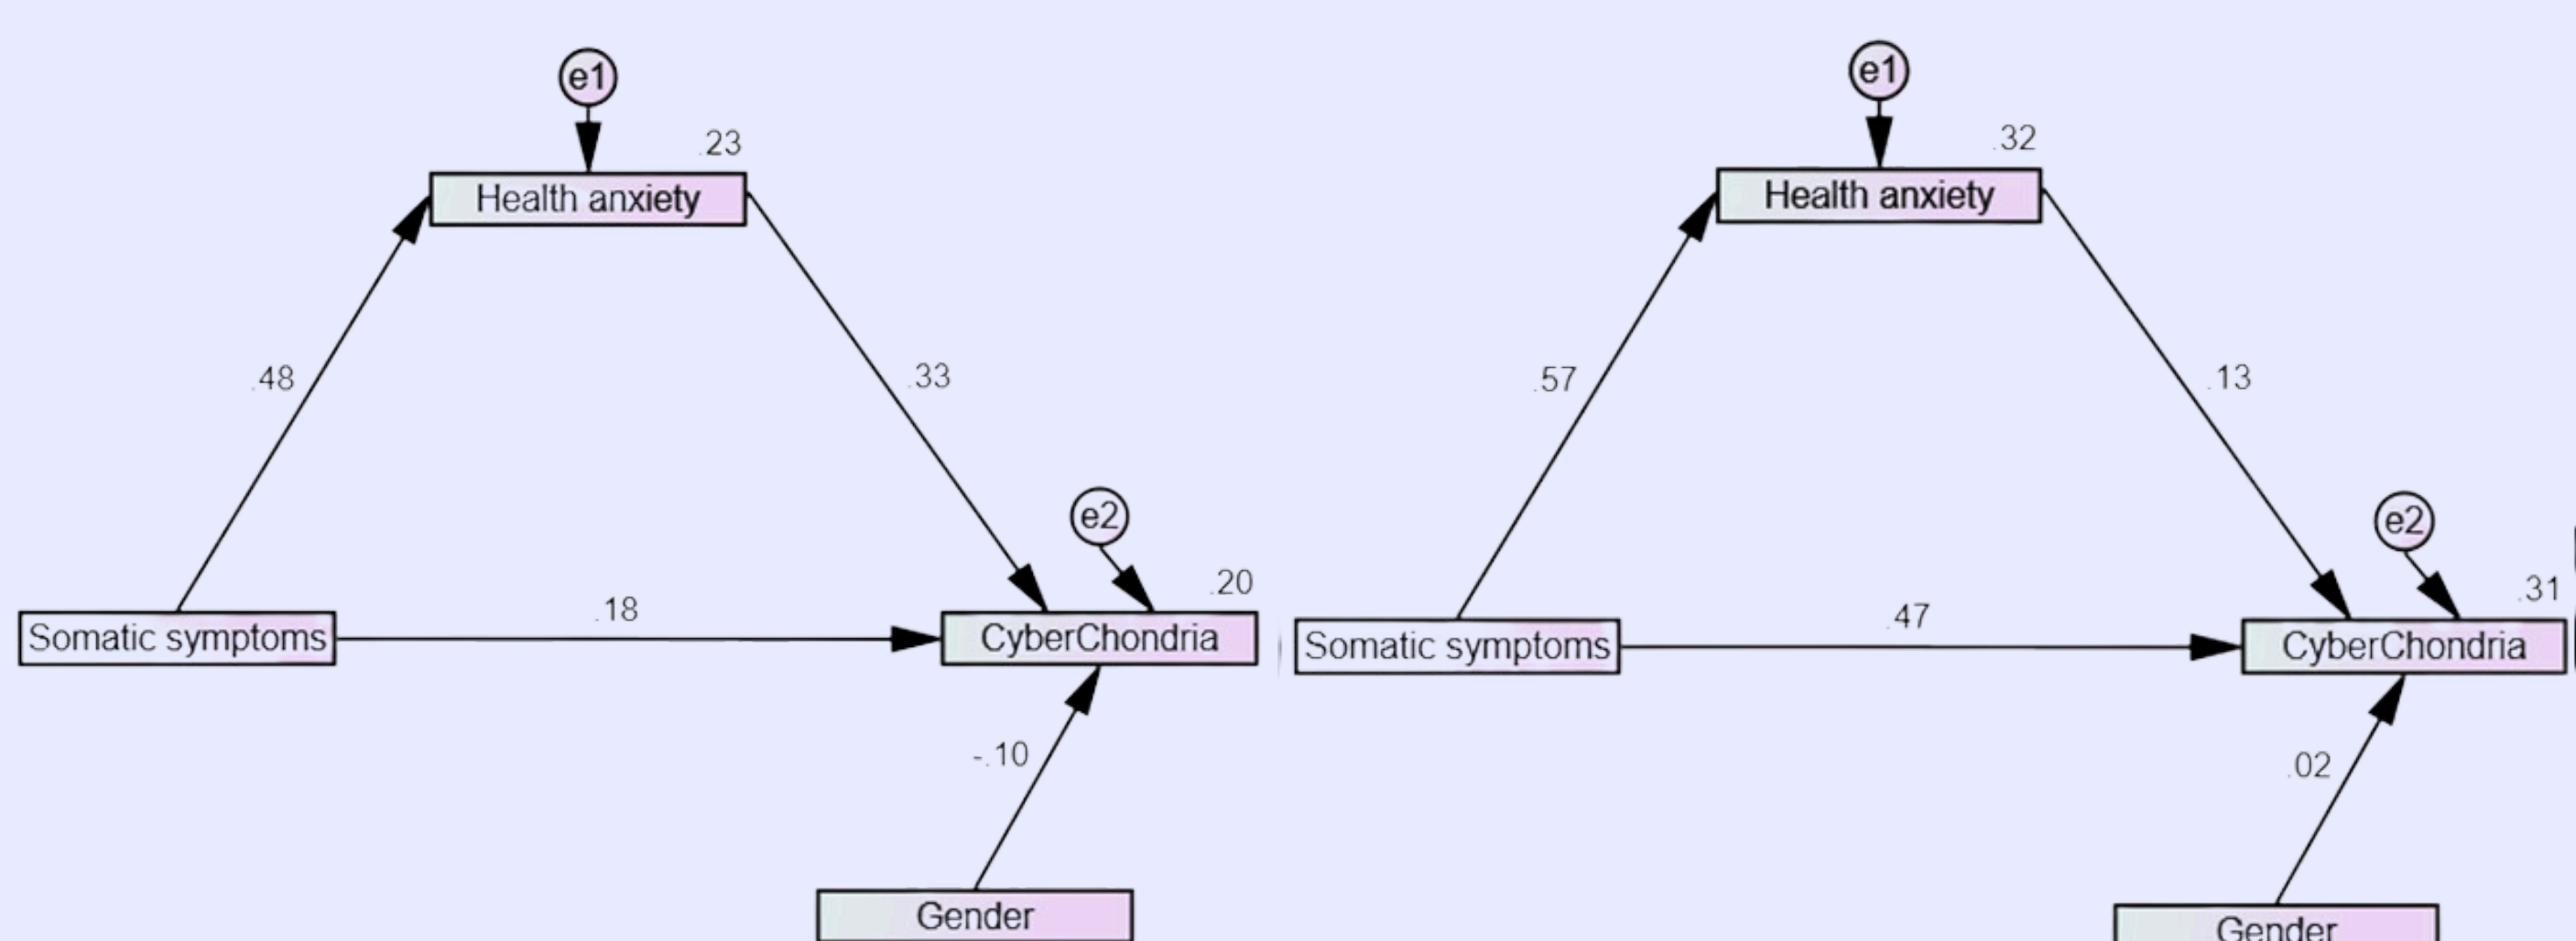 e1
.23
Health anxiety
.48
.33
e2
.20
Somatic symptoms
.18
CyberChondria
-.10
Gender
e1
.32
Health anxiety
.57
.13
e2
.31
Somatic symptoms
.47
CyberChondria
.02
Gender